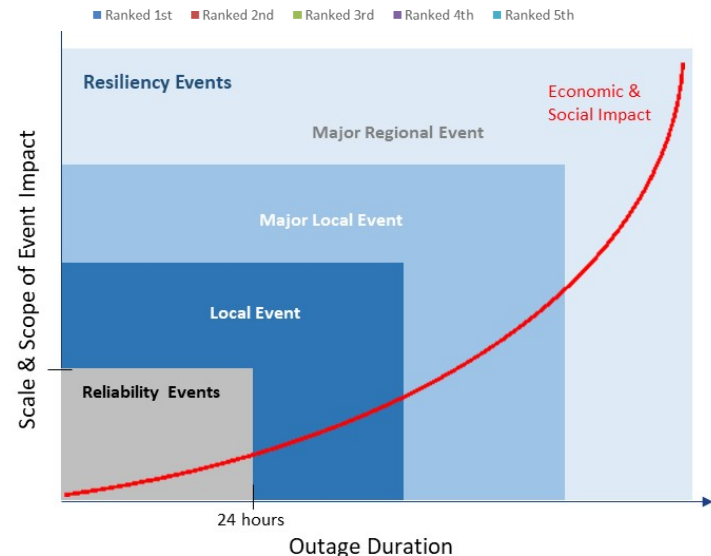 Ranked 1st Ranked 2nd Ranked 3rd Ranked 4th Ranked 5th
Resiliency Events
Economic &
Social Impact
Major Regional Event
Major Local Event
Local Event
Reliability Events
Scale & Scope of Event Impact
24 hours
Outage Duration